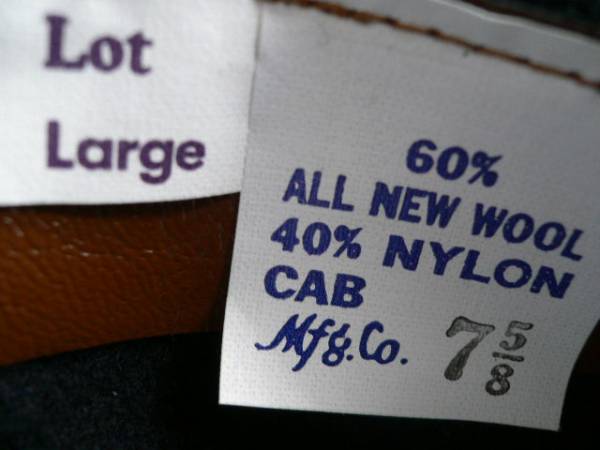 Lot
Large
60%
ALL NEW WOOL
40% NYLON
CAB
Mfg.Co.
7 5/8